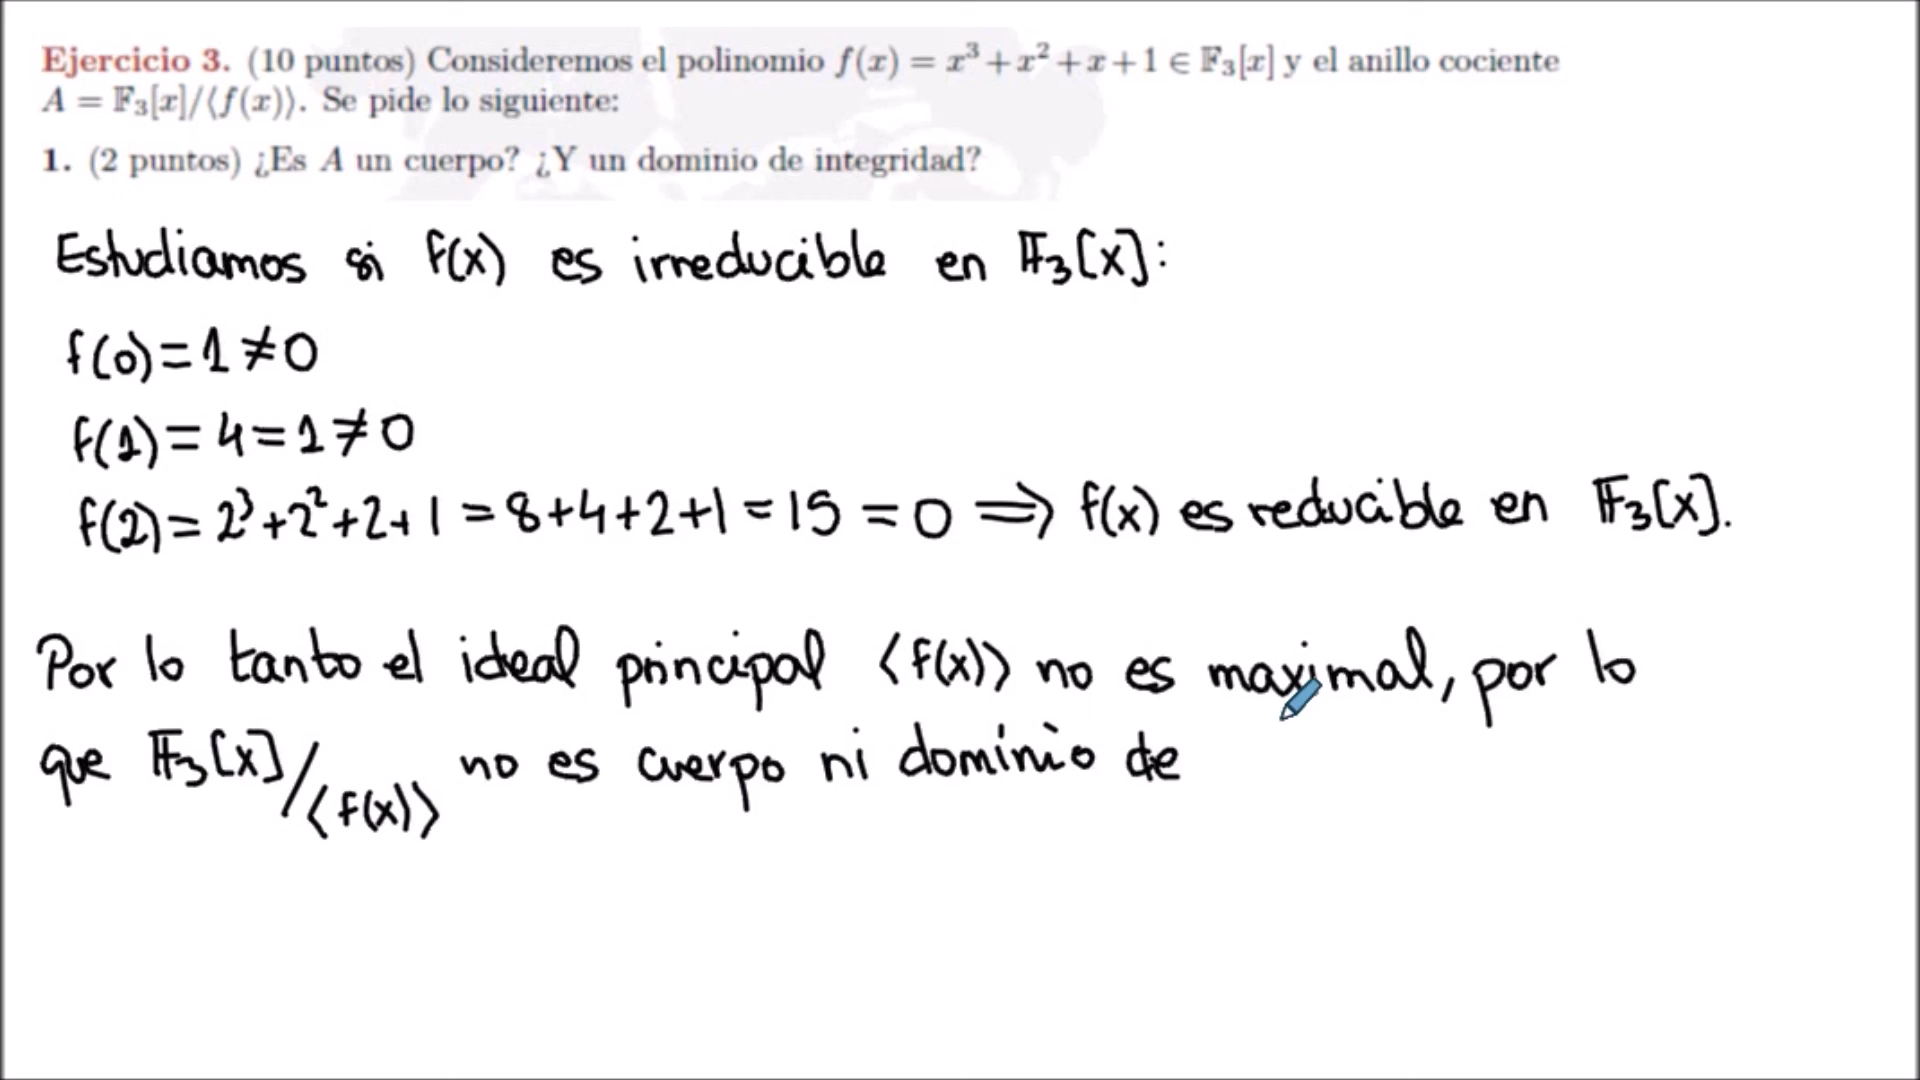 Ejercicio 3. (10 puntos) Consideremos el polinomio f(x) = x³ + x² + x + 1 ∈ 𝔽₃[x] y el anillo cociente
A = 𝔽₃[x]/⟨f(x)⟩. Se pide lo siguiente:
1. (2 puntos) ¿Es A un cuerpo? ¿Y un dominio de integridad?
Estudiamos si f(x) es irreducible en 𝔽₃[x]:
f(0)=1≠0
f(1)=4=1≠0
f(2)=2³+2²+2+1=8+4+2+1=15=0 ⟹ f(x) es reducible en 𝔽₃[x].
Por lo tanto el ideal principal ⟨f(x)⟩ no es maximal, por lo
que 𝔽₃[x]/⟨f(x)⟩ no es cuerpo ni dominio de